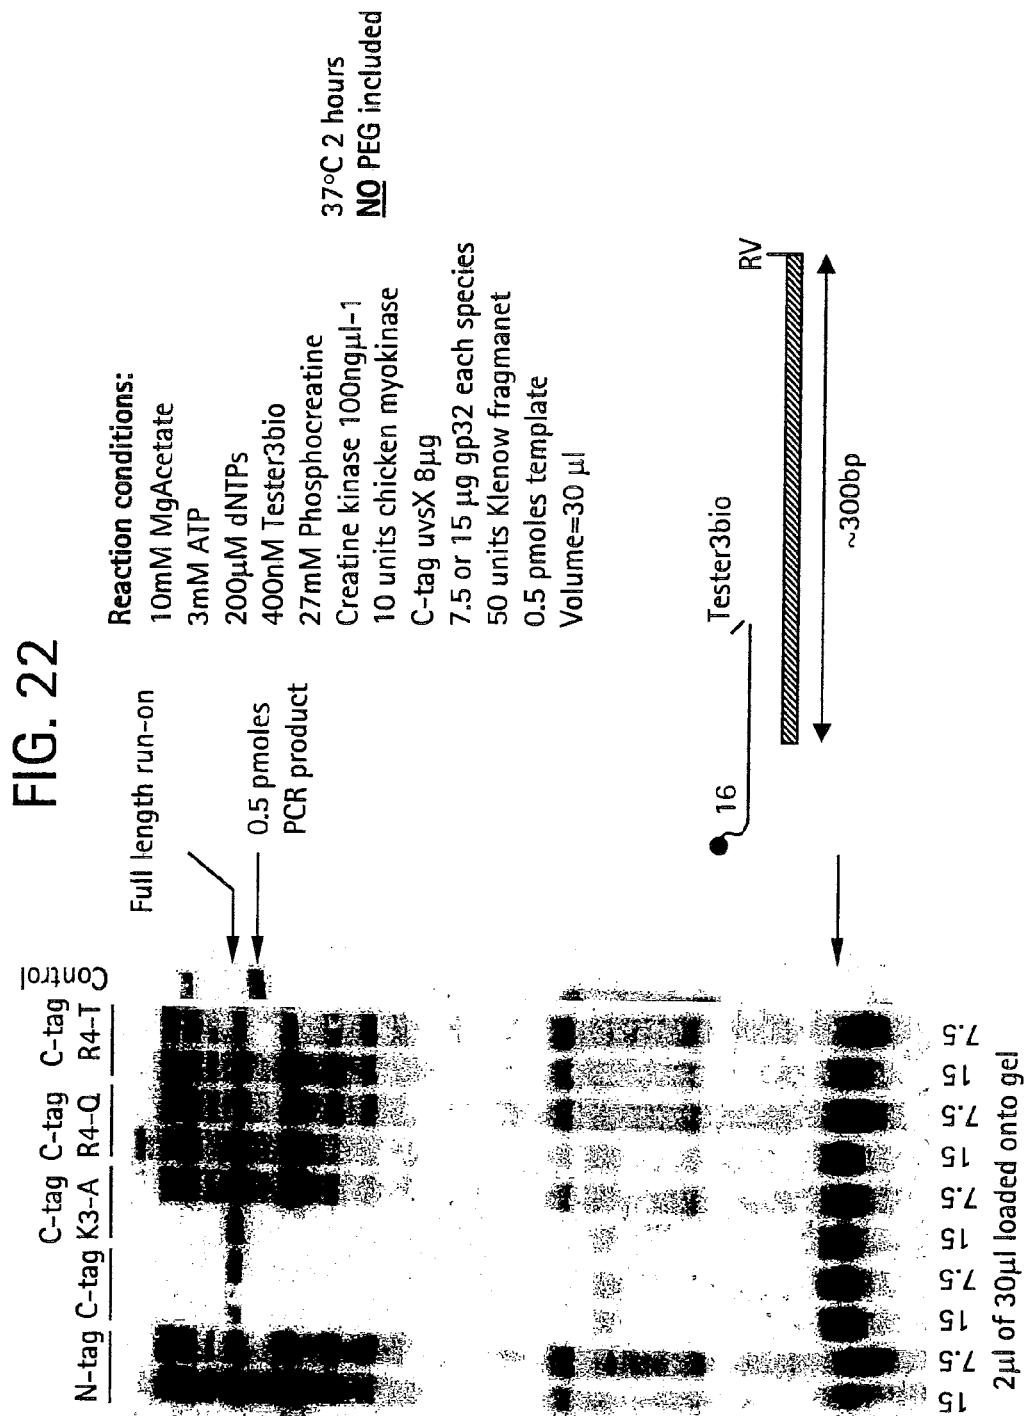 FIG. 22
N-tag
C-tag
C-tag
K3-A
C-tag
R4-Q
C-tag
R4-T
Control
Full length run-on
0.5 pmoles
PCR product
Reaction conditions:
10mM MgAcetate
3mM ATP
200µM dNTPs
400nM Tester3bio
27mM Phosphocreatine
Creatine kinase 100ngµl-1
10 units chicken myokinase
C-tag uvsX 8µg
7.5 or 15 µg gp32 each species
50 units Klenow fragmanet
0.5 pmoles template
Volume=30 µl
37°C 2 hours
NO PEG included
16
Tester3bio
RV
~300bp
15 7.5 15 7.5 15 7.5 15 7.5 15 7.5
2µl of 30µl loaded onto gel